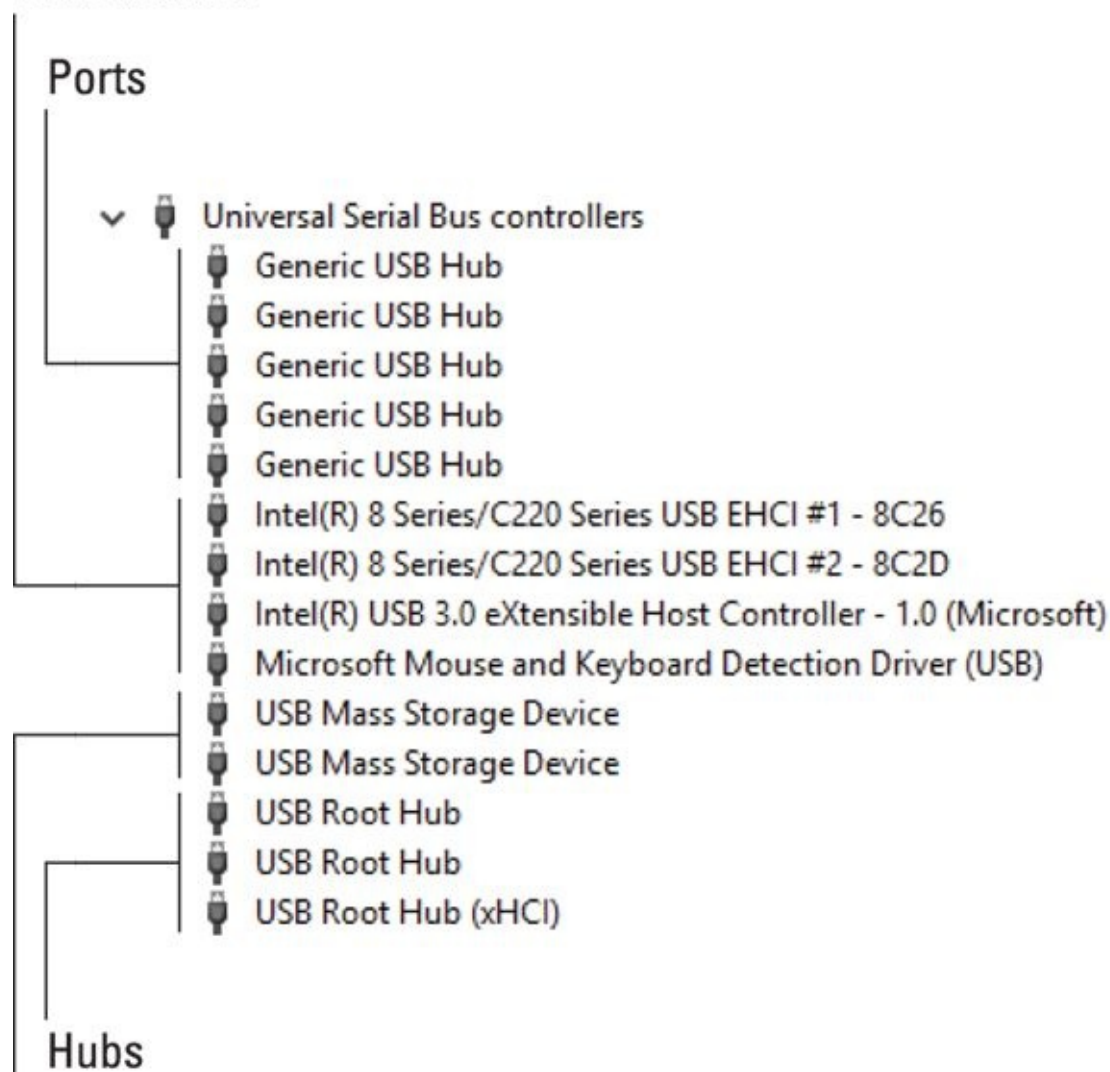 Ports
Universal Serial Bus controllers
Generic USB Hub
Generic USB Hub
Generic USB Hub
Generic USB Hub
Generic USB Hub
Intel(R) 8 Series/C220 Series USB EHCI #1 - 8C26
Intel(R) 8 Series/C220 Series USB EHCI #2 - 8C2D
Intel(R) USB 3.0 eXtensible Host Controller - 1.0 (Microsoft)
Microsoft Mouse and Keyboard Detection Driver (USB)
USB Mass Storage Device
USB Mass Storage Device
USB Root Hub
USB Root Hub
USB Root Hub (xHCI)
Hubs